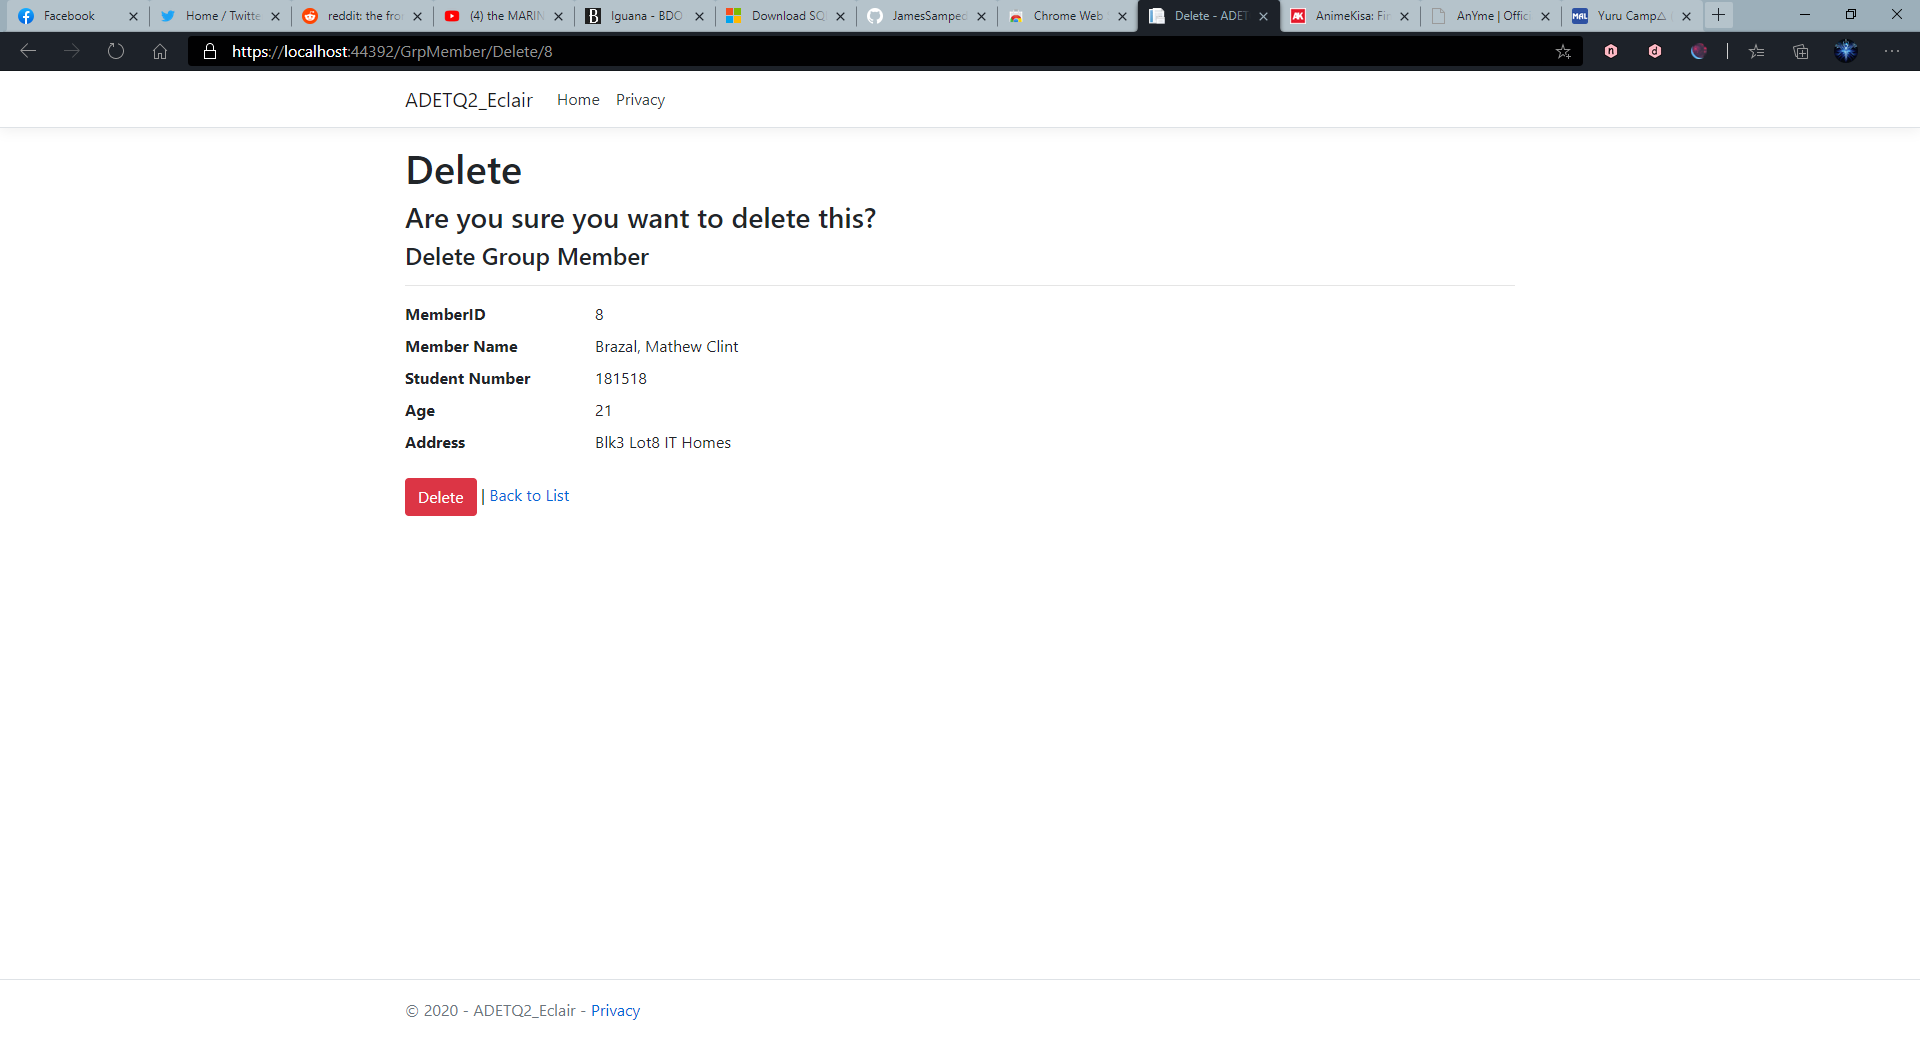 Facebook
Home / Twitte
reddit: the fro
(4) the MARIN
Iguana - BDO
Download SQ
JamesSamped
Chrome Web
Delete - ADET
AnimeKisa: Fi
AnYme | Offic
MAL Yuru Camp△
https://localhost:44392/GrpMember/Delete/8
ADETQ2_Eclair Home Privacy
Delete
Are you sure you want to delete this?
Delete Group Member
MemberID 8
Member Name Brazal, Mathew Clint
Student Number 181518
Age 21
Address Blk3 Lot8 IT Homes
Delete | Back to List
© 2020 - ADETQ2_Eclair - Privacy